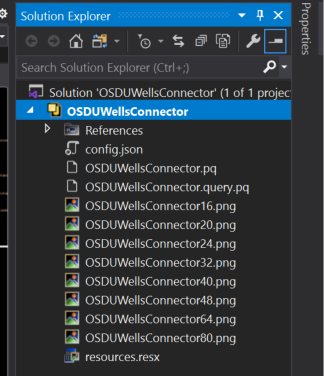 Solution Explorer
Properties
Search Solution Explorer (Ctrl+;)
Solution 'OSDUWellsConnector' (1 of 1 projec
OSDUWellsConnector
References
config.json
OSDUWellsConnector.pq
OSDUWellsConnector.query.pq
OSDUWellsConnector16.png
OSDUWellsConnector20.png
OSDUWellsConnector24.png
OSDUWellsConnector32.png
OSDUWellsConnector40.png
OSDUWellsConnector48.png
OSDUWellsConnector64.png
OSDUWellsConnector80.png
resources.resx